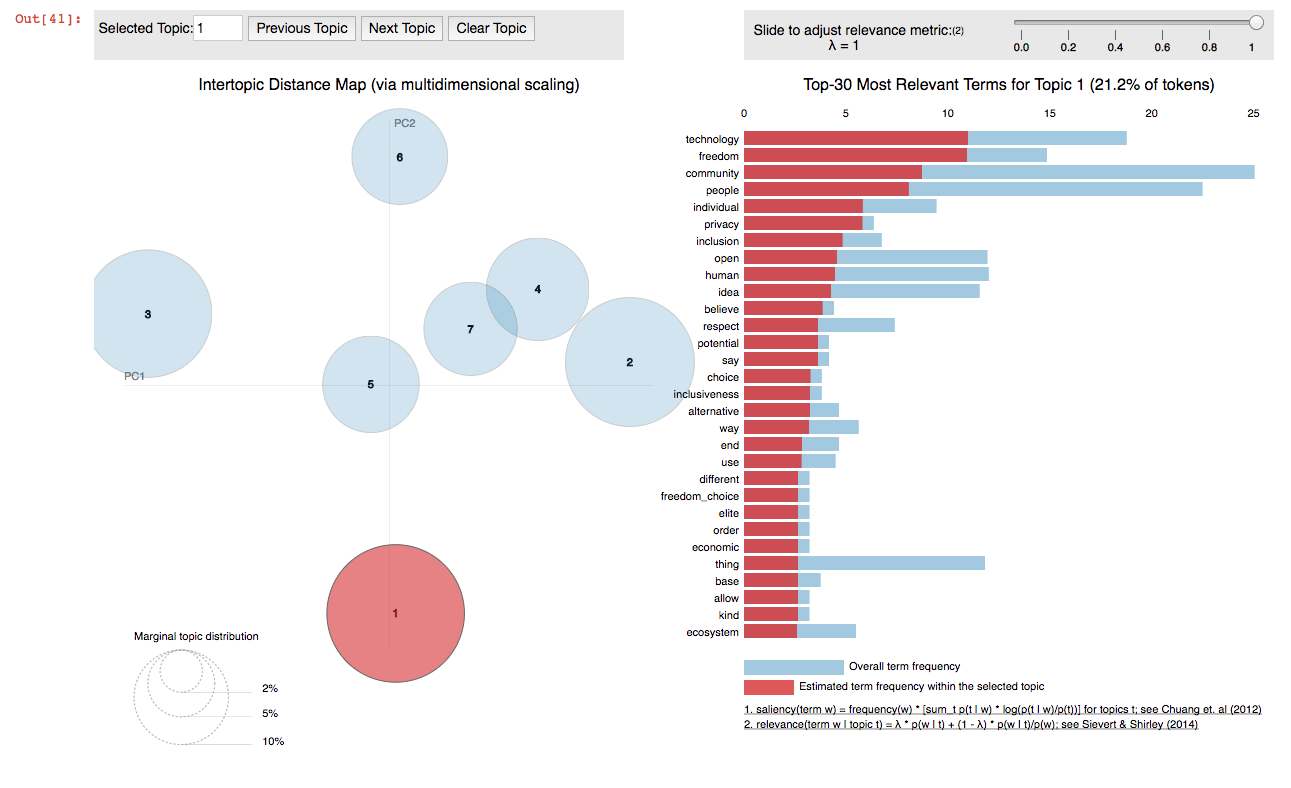 Out[41]:
Selected Topic: 1 Previous Topic Next Topic Clear Topic
Slide to adjust relevance metric:(2)
λ = 1
0.0 0.2 0.4 0.6 0.8 1
Intertopic Distance Map (via multidimensional scaling)
PC2
6
4
3
7
2
PC1
5
1
Marginal topic distribution
2%
5%
10%
Top-30 Most Relevant Terms for Topic 1 (21.2% of tokens)
0 5 10 15 20 25
technology
freedom
community
people
individual
privacy
inclusion
open
human
idea
believe
respect
potential
say
choice
inclusiveness
alternative
way
end
use
different
freedom_choice
elite
order
economic
thing
base
allow
kind
ecosystem
Overall term frequency
Estimated term frequency within the selected topic
1. saliency(term w) = frequency(w) * [sum_t p(t | w) * log(p(t | w)/p(t))] for topics t; see Chuang et. al (2012)
2. relevance(term w | topic t) = λ * p(w | t) + (1 - λ) * p(w | t)/p(w); see Sievert & Shirley (2014)